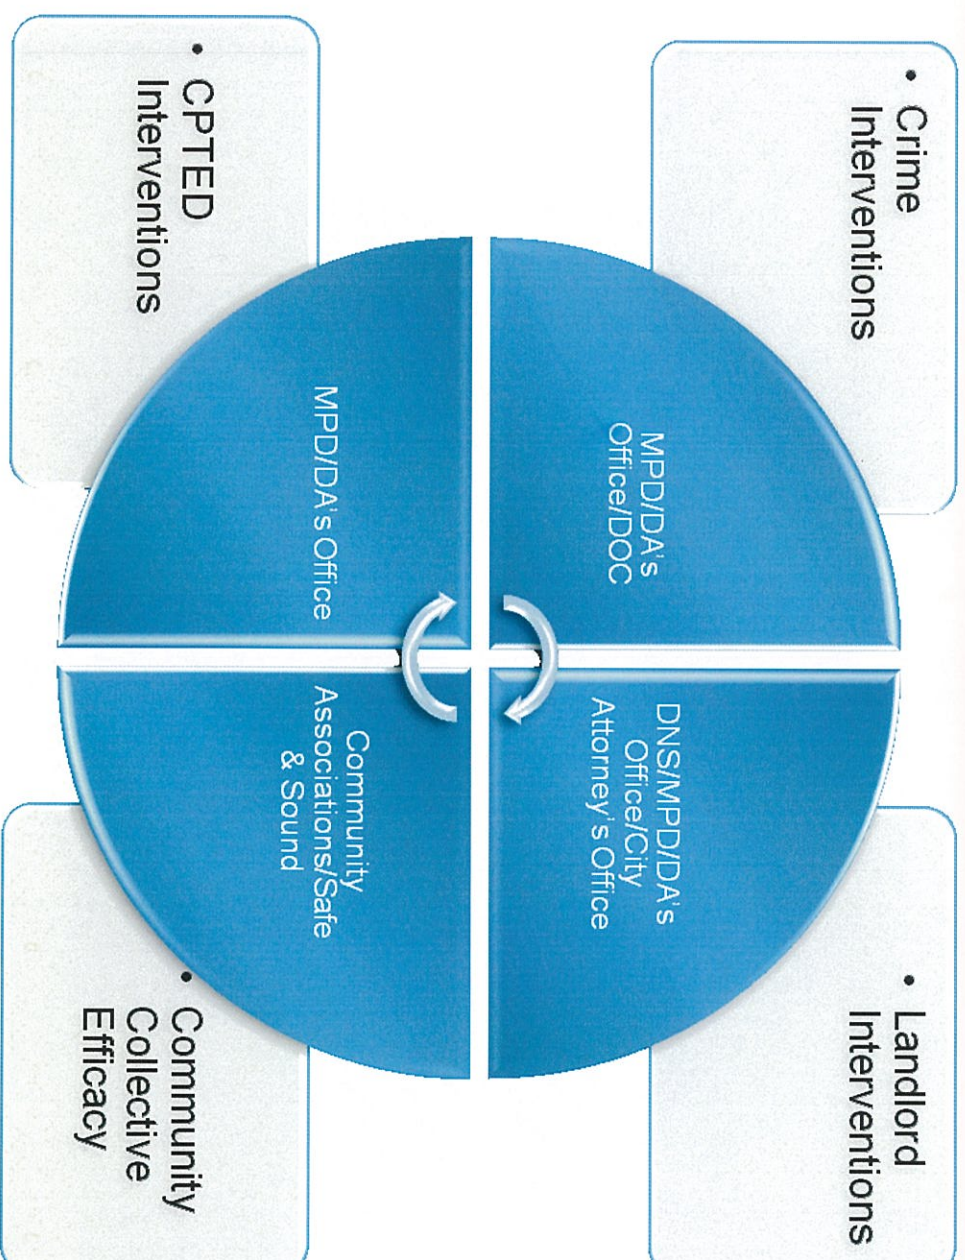 • Crime
Interventions
MPD/DA's
Office/DOC
• Landlord
Interventions
DNS/MPD/DA's
Office/City
Attorney's Office
• CPTED
Interventions
MPD/DA's Office
• Community
Collective
Efficacy
Community
Associations/Safe
& Sound